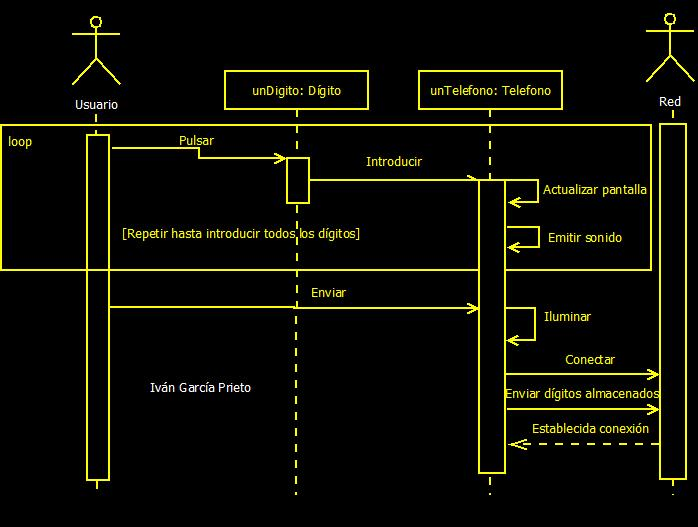 unDigito: Dígito
unTelefono: Telefono
Usuario
Red
loop
Pulsar
Introducir
Actualizar pantalla
[Repetir hasta introducir todos los dígitos]
Emitir sonido
Enviar
Iluminar
Conectar
Iván García Prieto
Enviar dígitos almacenados
Establecida conexión